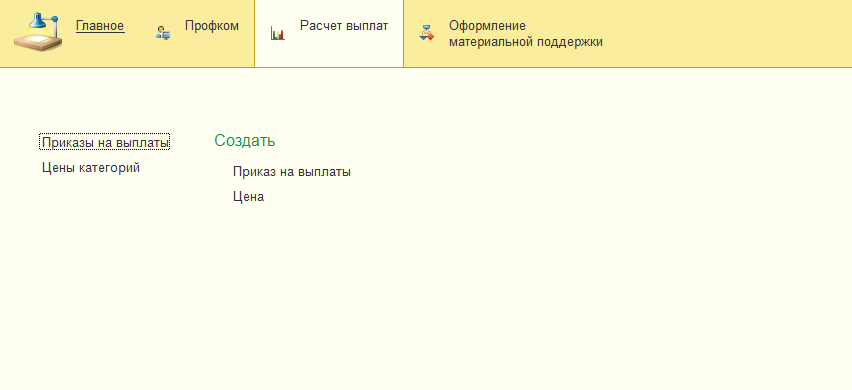 Главное
Профком
Расчет выплат
Оформление
материальной поддержки
Приказы на выплаты
Цены категорий
Создать
Приказ на выплаты
Цена